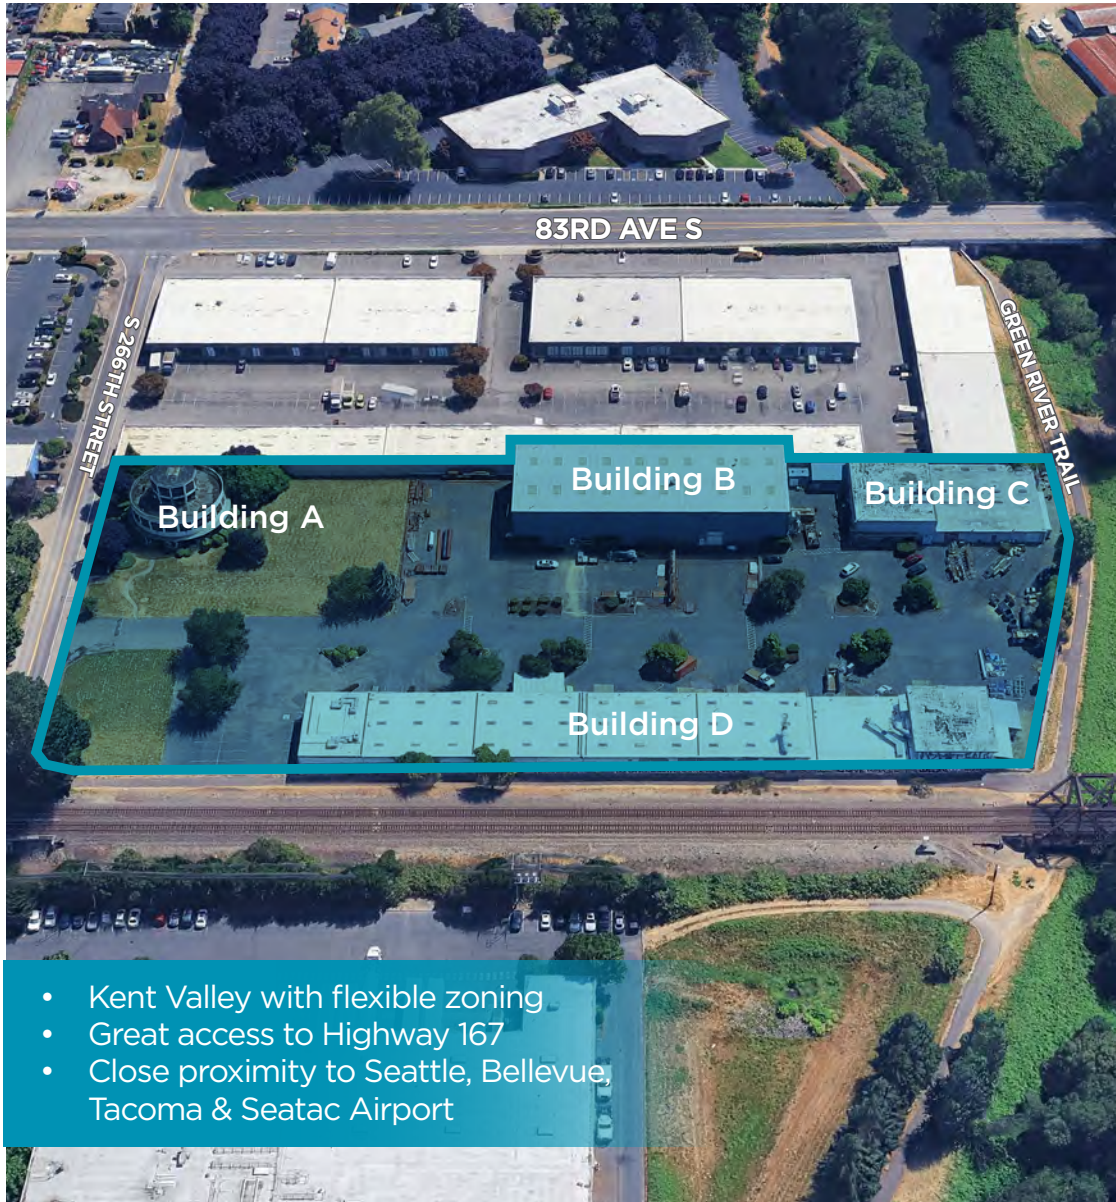 83RD AVE S
S 266TH STREET
GREEN RIVER TRAIL
Building A
Building B
Building C
Building D
• Kent Valley with flexible zoning
• Great access to Highway 167
• Close proximity to Seattle, Bellevue,
Tacoma & Seatac Airport